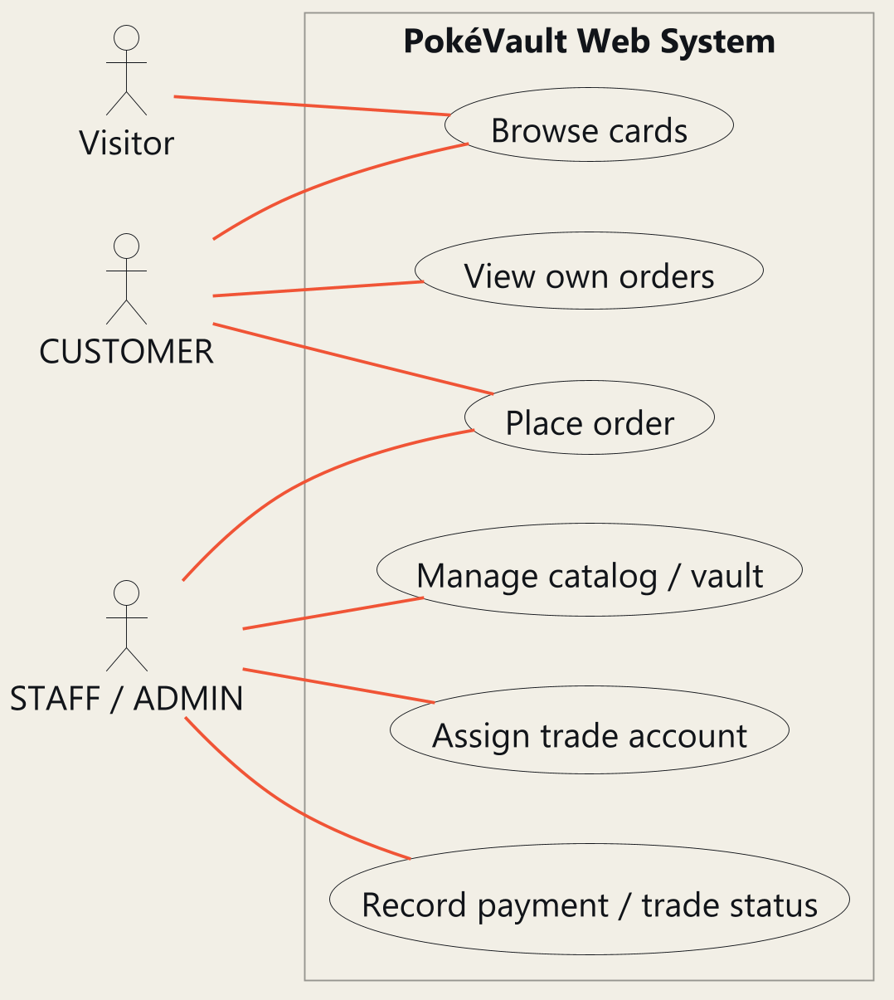 PokéVault Web System
Visitor
Browse cards
CUSTOMER
View own orders
Place order
STAFF / ADMIN
Manage catalog / vault
Assign trade account
Record payment / trade status